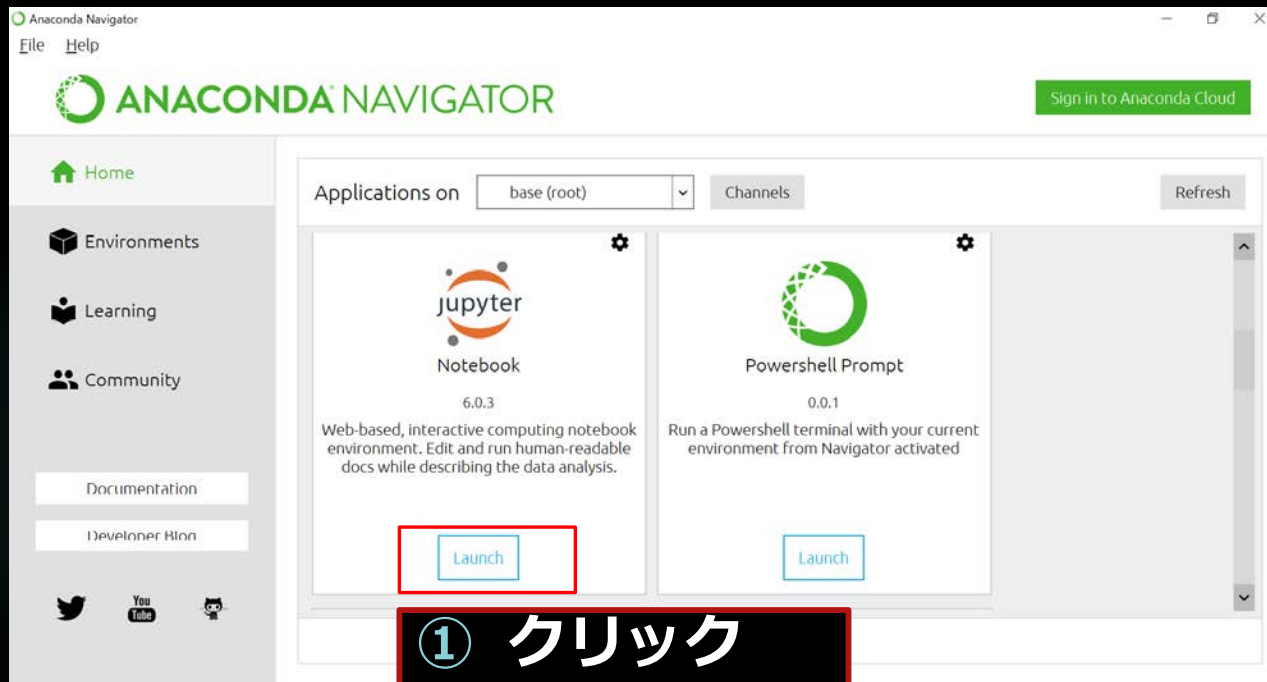 Anaconda Navigator
File Help
ANACONDA NAVIGATOR
Sign in to Anaconda Cloud
Home
Environments
Learning
Community
Documentation
Developer Blog
You
Tube
Applications on base (root) Channels Refresh
jupyter
Notebook
6.0.3
Web-based, interactive computing notebook
environment. Edit and run human-readable
docs while describing the data analysis.
Launch
Powershell Prompt
0.0.1
Run a Powershell terminal with your current
environment from Navigator activated
Launch
① クリック